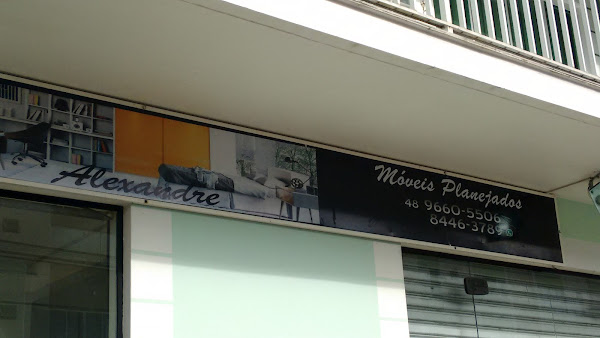 Alexandre
Móveis Planejados
48 9660-5506
8446-3789